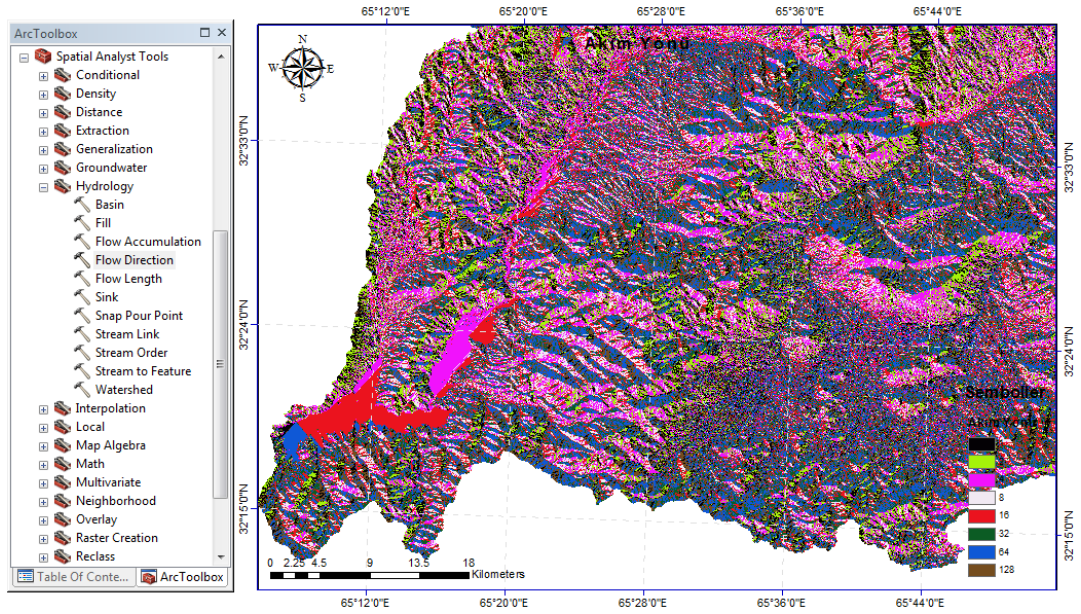 ArcToolbox
Spatial Analyst Tools
Conditional
Density
Distance
Extraction
Generalization
Groundwater
Hydrology
Basin
Fill
Flow Accumulation
Flow Direction
Flow Length
Sink
Snap Pour Point
Stream Link
Stream Order
Stream to Feature
Watershed
Interpolation
Local
Map Algebra
Math
Multivariate
Neighborhood
Overlay
Raster Creation
Reclass
Table Of Conte...
ArcToolbox
65°12'0"E 65°20'0"E 65°28'0"E 65°36'0"E 65°44'0"E
Akım Yonu
N
W E
S
32°33'0"N
32°24'0"N
32°15'0"N
32°33'0"N
32°24'0"N
32°15'0"N
Semboller
Akım Yonu
8
16
32
64
128
0 2.25 4.5 9 13.5 18
Kilometers
65°12'0"E 65°20'0"E 65°28'0"E 65°36'0"E 65°44'0"E